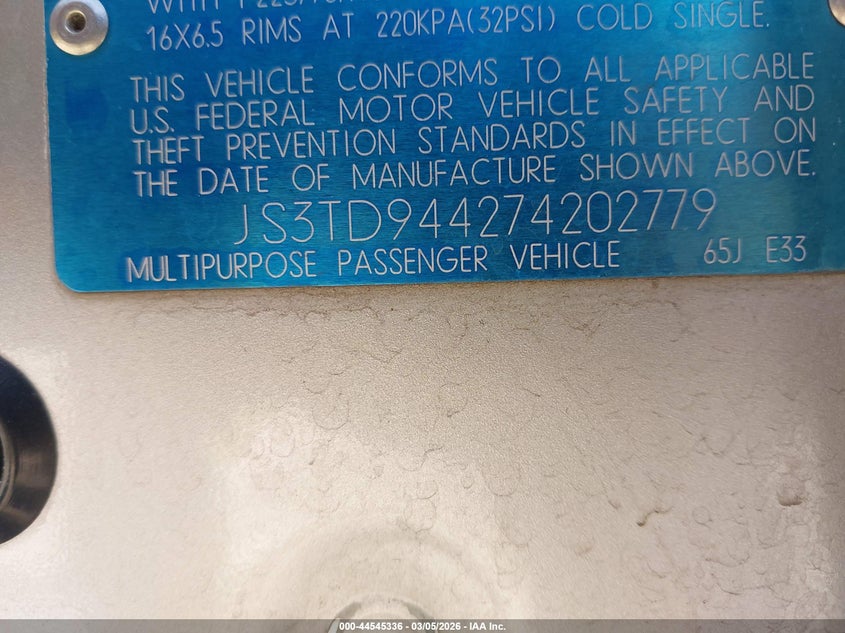 16X6.5 RIMS AT 220KPA(32PSI) COLD SINGLE.
THIS VEHICLE CONFORMS TO ALL APPLICABLE
U.S. FEDERAL MOTOR VEHICLE SAFETY AND
THEFT PREVENTION STANDARDS IN EFFECT ON
THE DATE OF MANUFACTURE SHOWN ABOVE.
JS3TD944274202779
MULTIPURPOSE PASSENGER VEHICLE 65J E33
000-44545336 - 03/05/2026 - IAA Inc.